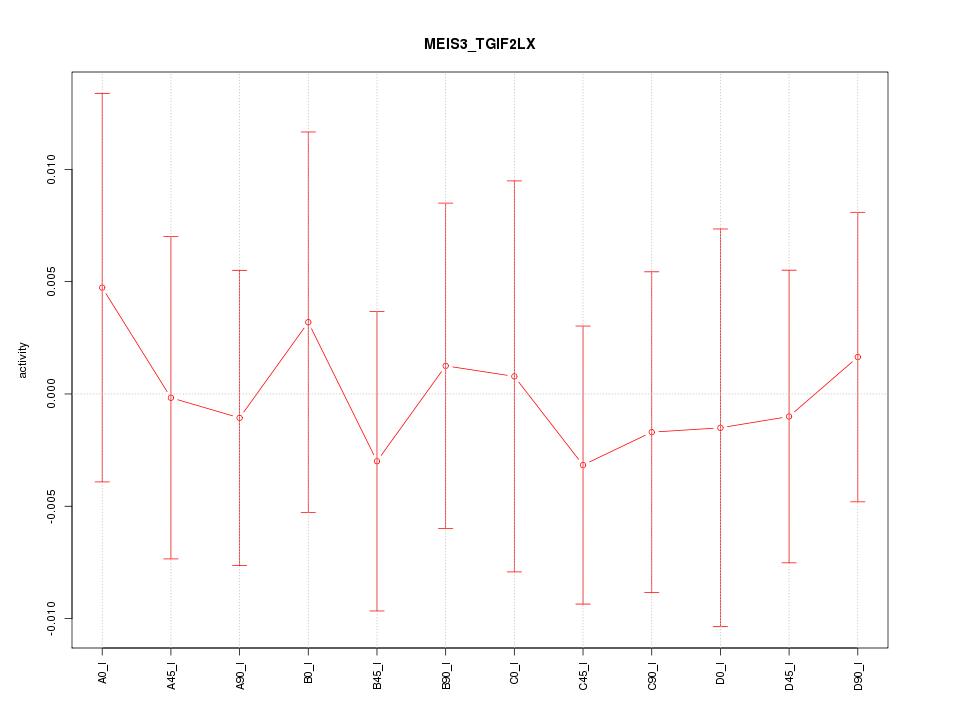 MEIS3_TGIF2LX
activity
0.010
0.005
0.000
-0.005
-0.010
A0_I
A45_I
A90_I
B0_I
B45_I
B90_I
C0_I
C45_I
C90_I
D0_I
D45_I
D90_I